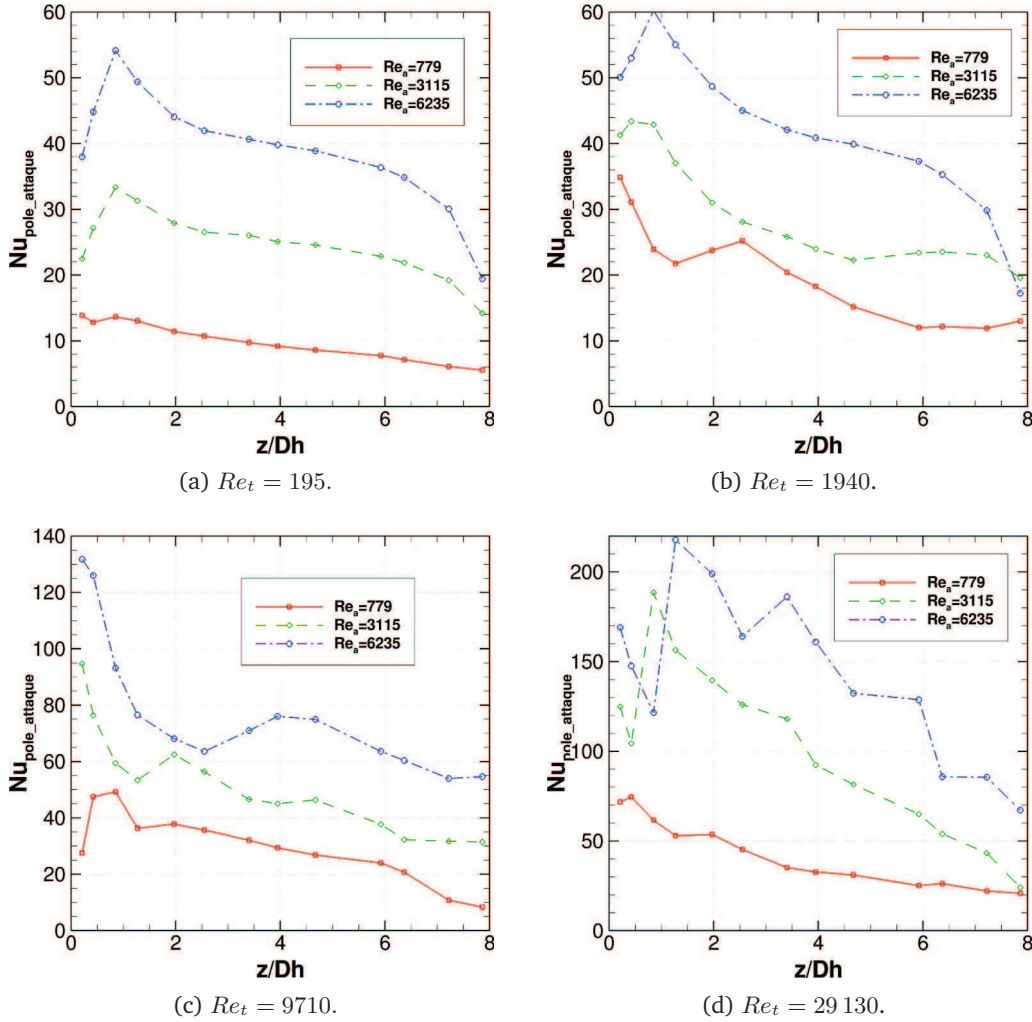 60
50
40
30
20
10
0
Nu_pole_attaque
Re_a=779
Re_a=3115
Re_a=6235
0 2 4 6 8
z/Dh
(a) Re_t = 195.
60
50
40
30
20
10
0
Nu_pole_attaque
Re_a=779
Re_a=3115
Re_a=6235
0 2 4 6 8
z/Dh
(b) Re_t = 1940.
140
120
100
80
60
40
20
0
Nu_pole_attaque
Re_a=779
Re_a=3115
Re_a=6235
0 2 4 6 8
z/Dh
(c) Re_t = 9710.
200
150
100
50
0
Nu_pole_attaque
Re_a=779
Re_a=3115
Re_a=6235
0 2 4 6 8
z/Dh
(d) Re_t = 29 130.